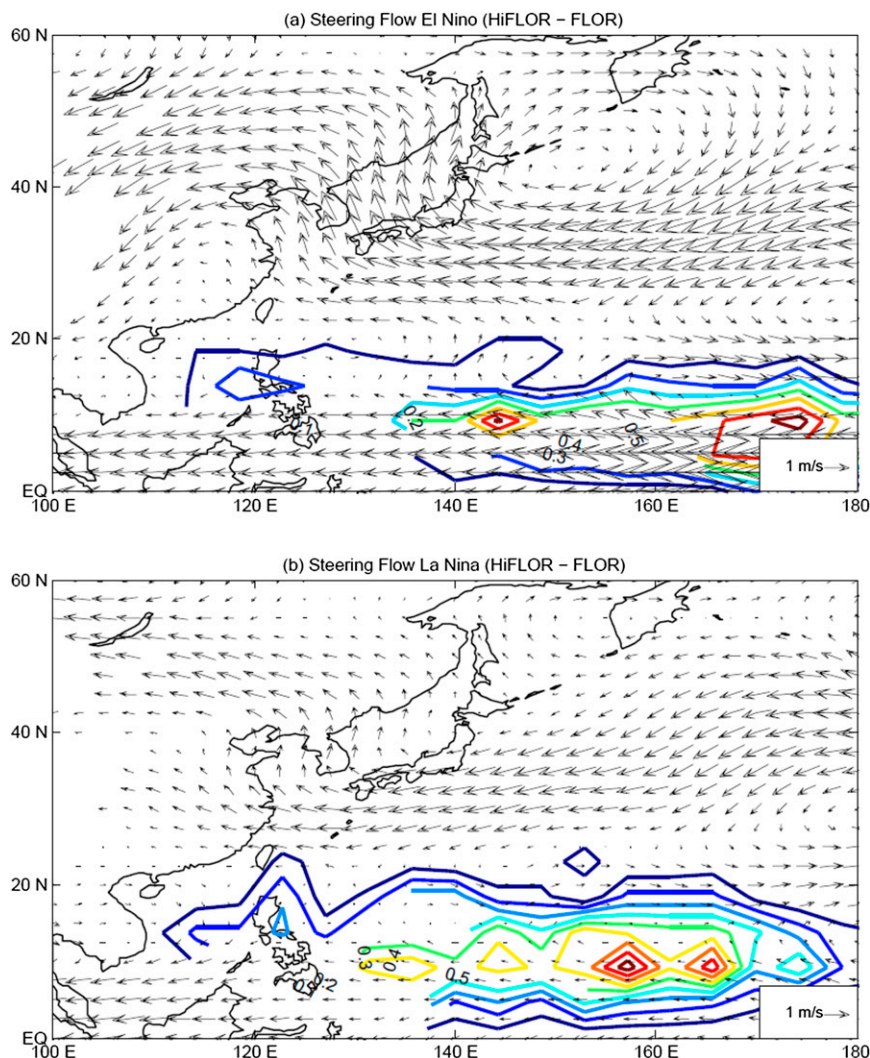 (a) Steering Flow El Nino (HiFLOR − FLOR)
60 N
40 N
20 N
EQ
0.2
0.5
0.4
0.3
1 m/s
100 E 120 E 140 E 160 E 180
(b) Steering Flow La Nina (HiFLOR − FLOR)
60 N
40 N
20 N
EQ
0.3
0.4
0.2
0.5
1 m/s
100 E 120 E 140 E 160 E 180